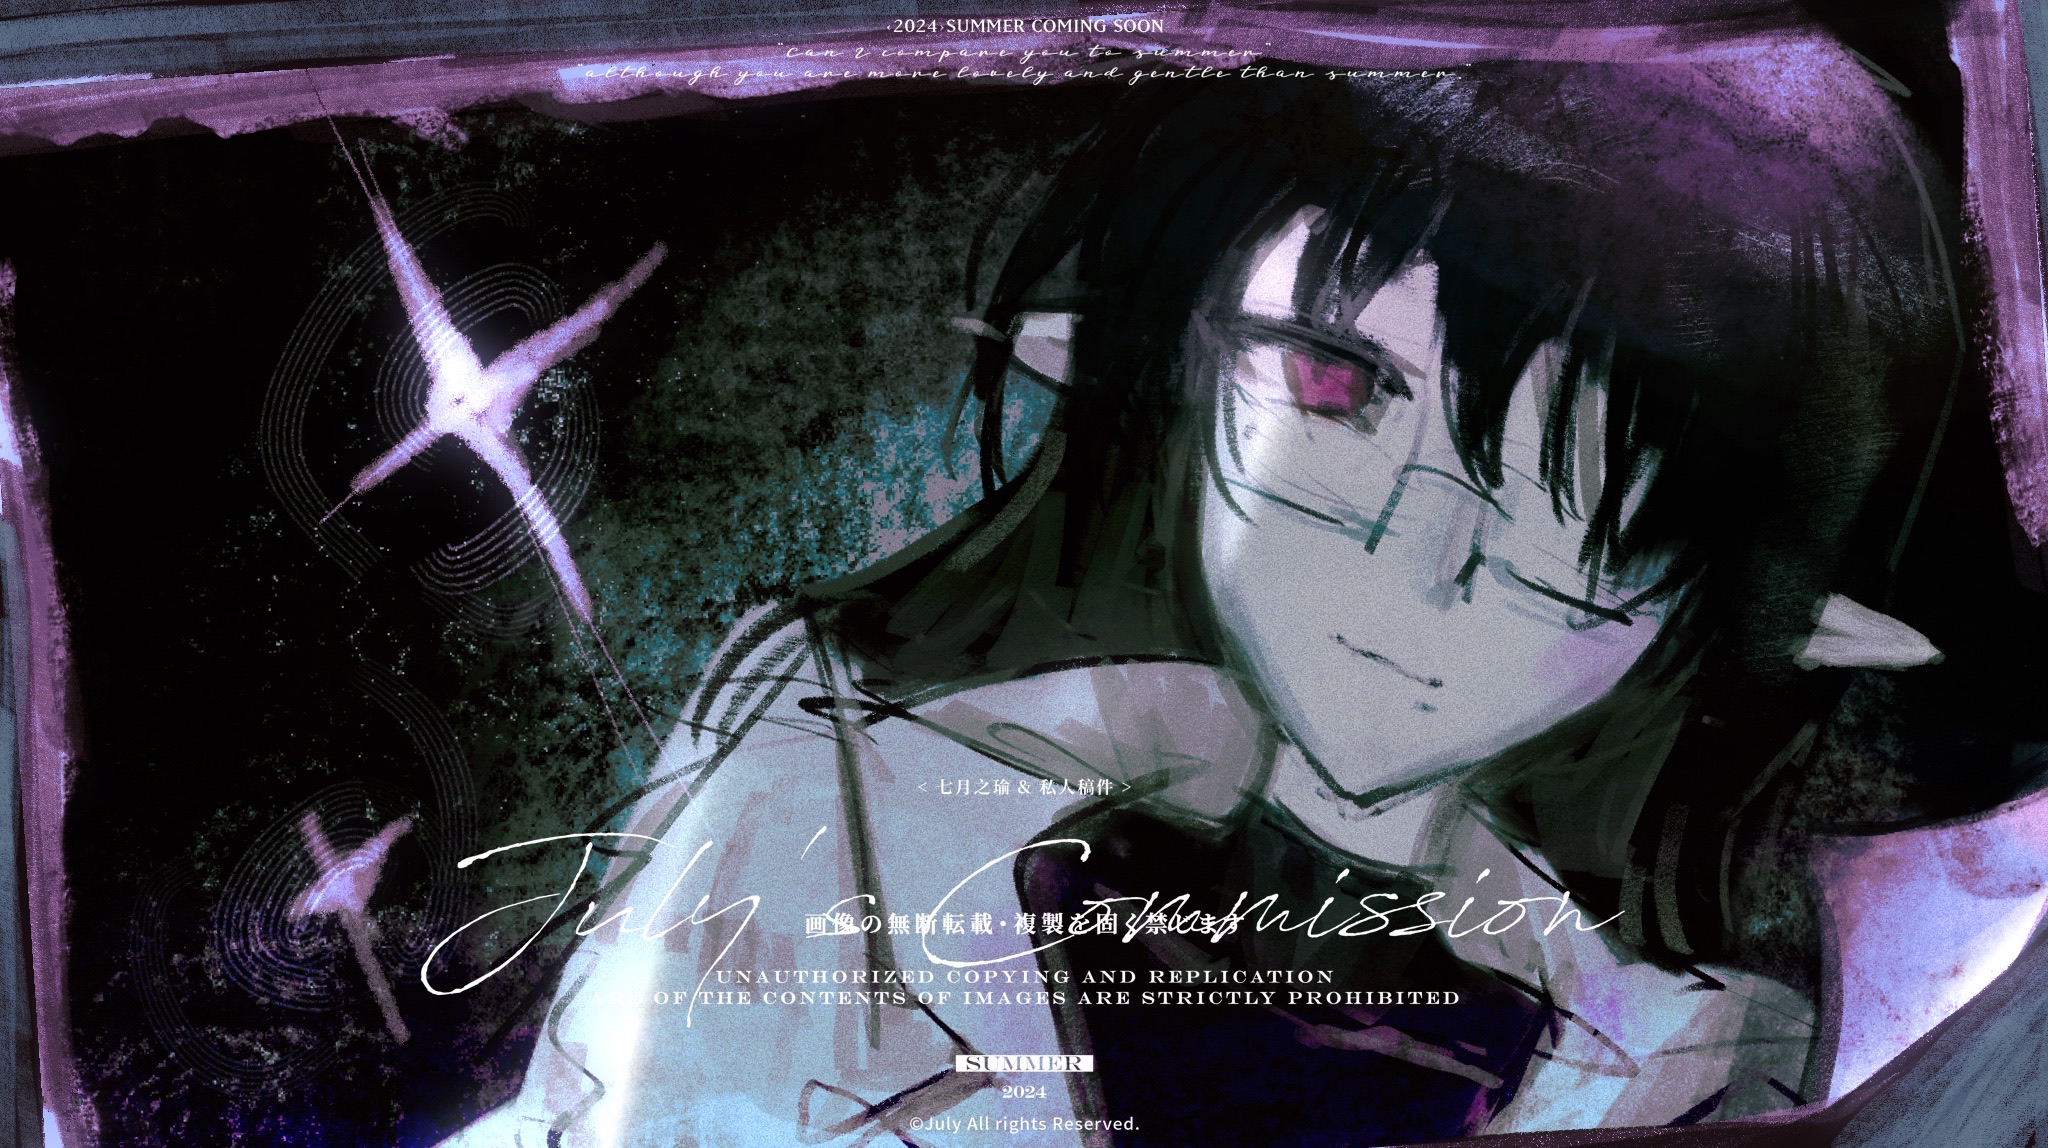 ‹2024›SUMMER COMING SOON
"can I compare you to summer"
"although you are more lovely and gentle than summer."
< 七月之瑜 & 私人稿件 >
July's Commission
画像の無断転載・複製を固く禁じます
UNAUTHORIZED COPYING AND REPLICATION
OF THE CONTENTS OF IMAGES ARE STRICTLY PROHIBITED
SUMMER
2024
©July All rights Reserved.